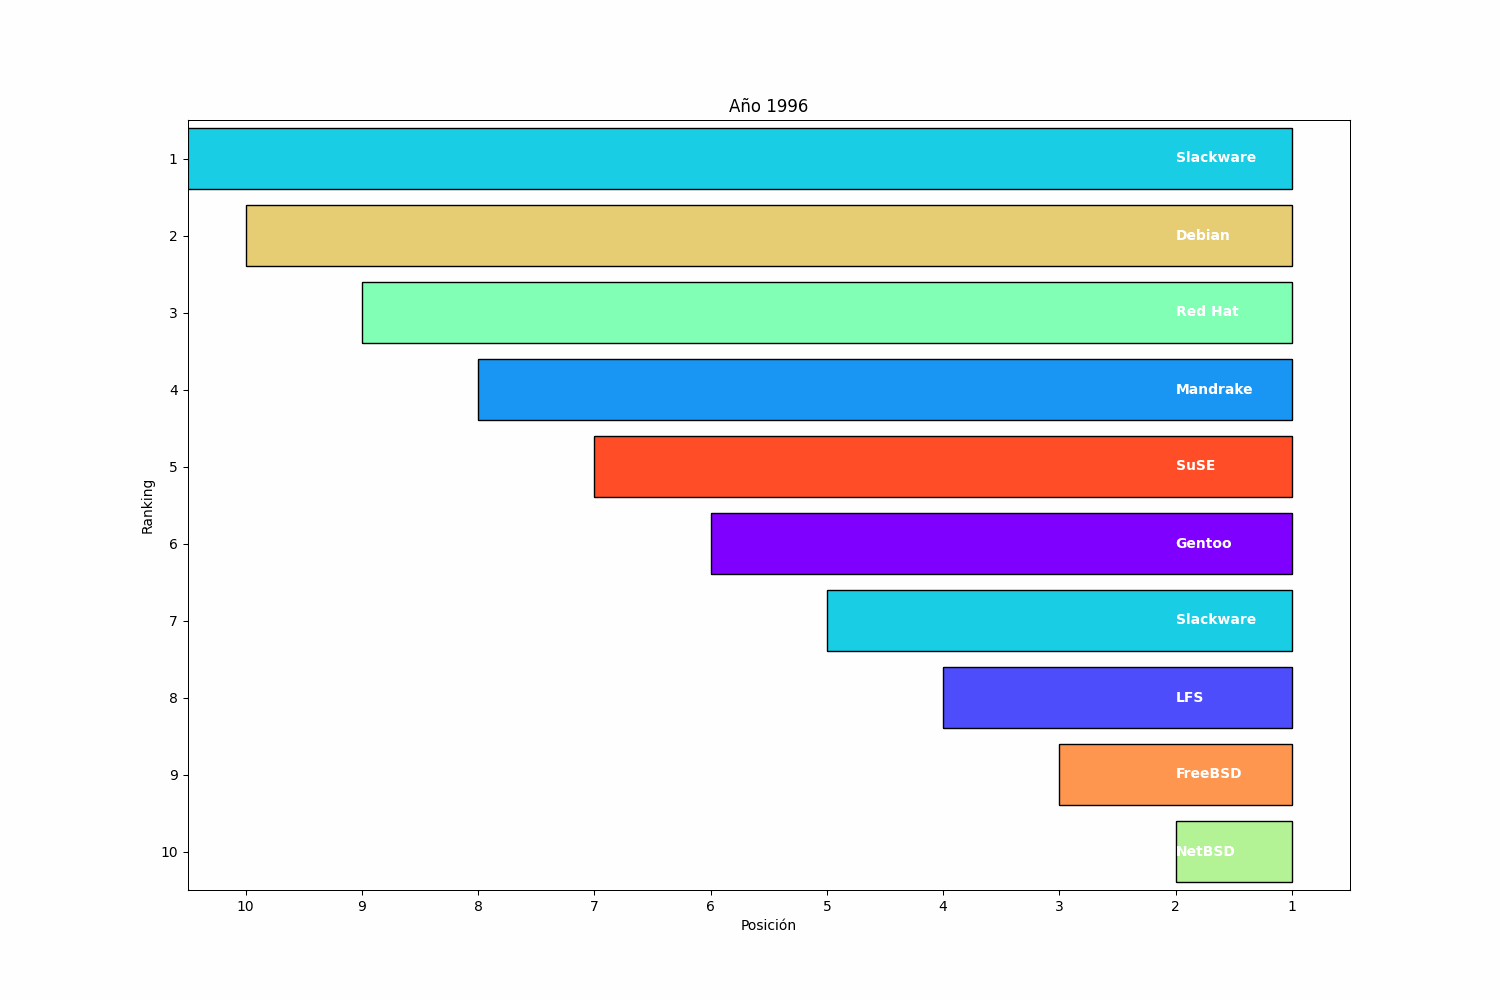 Año 1996
Ranking
1 Slackware
2 Debian
3 Red Hat
4 Mandrake
5 SuSE
6 Gentoo
7 Slackware
8 LFS
9 FreeBSD
10 NetBSD
10 9 8 7 6 5 4 3 2 1
Posición